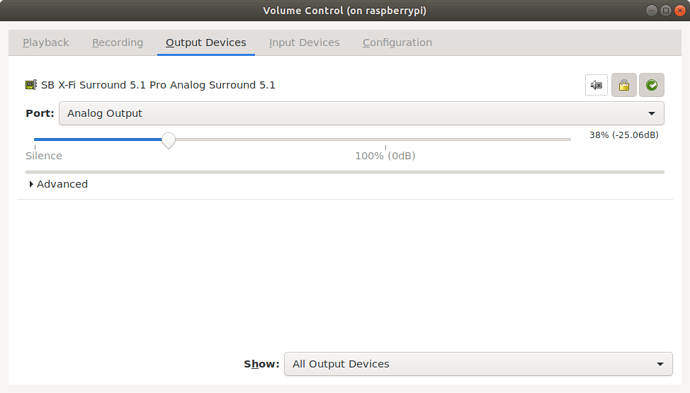 Volume Control (on raspberrypi)
Playback Recording Output Devices Input Devices Configuration
SB X-Fi Surround 5.1 Pro Analog Surround 5.1
Port: Analog Output
38% (-25.06dB)
Silence 100% (0dB)
Advanced
Show: All Output Devices